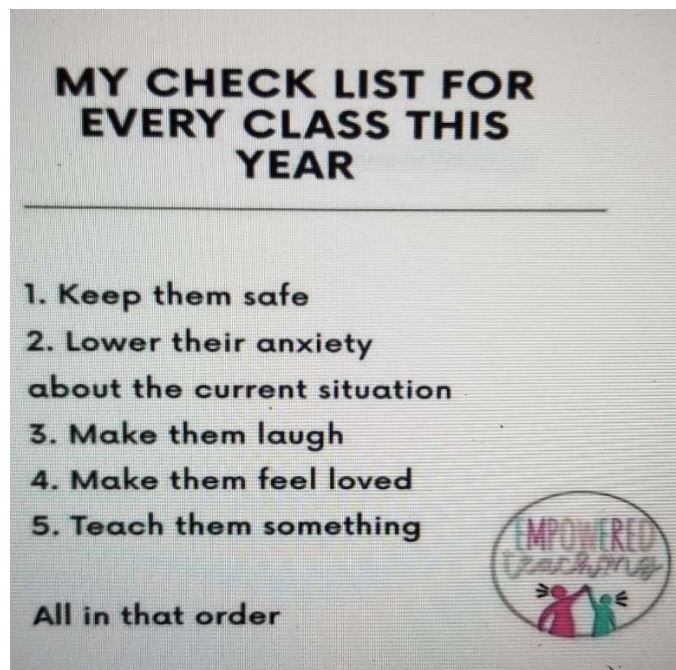 MY CHECK LIST FOR
EVERY CLASS THIS
YEAR
1. Keep them safe
2. Lower their anxiety
about the current situation
3. Make them laugh
4. Make them feel loved
5. Teach them something
All in that order
EMPOWERED
teaching